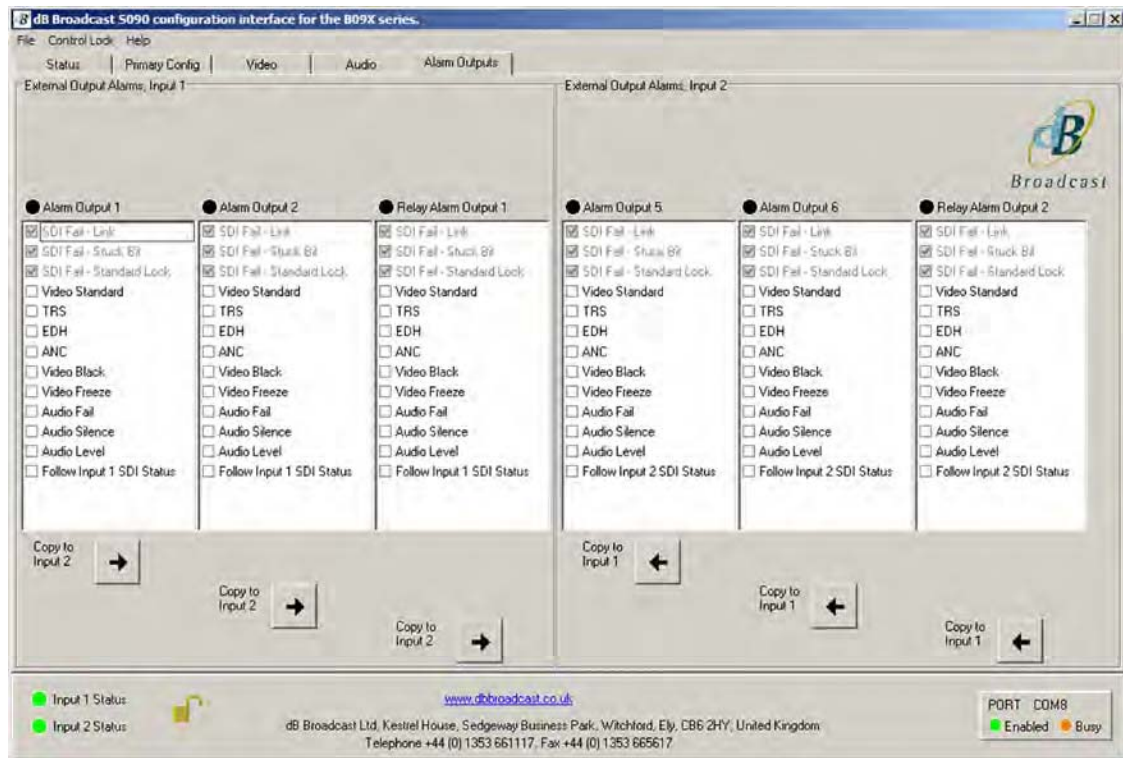 dB Broadcast 5090 configuration interface for the B09X series.
File Control Lock Help
Status Primary Config Video Audio Alarm Outputs
External Output Alarms, Input 1
External Output Alarms, Input 2
dB
Broadcast
Alarm Output 1
SDI Fail - Link
SDI Fail - Stuck Bit
SDI Fail - Standard Lock
Video Standard
TRS
EDH
ANC
Video Black
Video Freeze
Audio Fail
Audio Silence
Audio Level
Follow Input 1 SDI Status
Alarm Output 2
SDI Fail - Link
SDI Fail - Stuck Bit
SDI Fail - Standard Lock
Video Standard
TRS
EDH
ANC
Video Black
Video Freeze
Audio Fail
Audio Silence
Audio Level
Follow Input 1 SDI Status
Relay Alarm Output 1
SDI Fail - Link
SDI Fail - Stuck Bit
SDI Fail - Standard Lock
Video Standard
TRS
EDH
ANC
Video Black
Video Freeze
Audio Fail
Audio Silence
Audio Level
Follow Input 1 SDI Status
Alarm Output 5
SDI Fail - Link
SDI Fail - Stuck Bit
SDI Fail - Standard Lock
Video Standard
TRS
EDH
ANC
Video Black
Video Freeze
Audio Fail
Audio Silence
Audio Level
Follow Input 2 SDI Status
Alarm Output 6
SDI Fail - Link
SDI Fail - Stuck Bit
SDI Fail - Standard Lock
Video Standard
TRS
EDH
ANC
Video Black
Video Freeze
Audio Fail
Audio Silence
Audio Level
Follow Input 2 SDI Status
Relay Alarm Output 2
SDI Fail - Link
SDI Fail - Stuck Bit
SDI Fail - Standard Lock
Video Standard
TRS
EDH
ANC
Video Black
Video Freeze
Audio Fail
Audio Silence
Audio Level
Follow Input 2 SDI Status
Copy to
Input 2
Copy to
Input 2
Copy to
Input 2
Copy to
Input 1
Copy to
Input 1
Copy to
Input 1
Input 1 Status
Input 2 Status
www.dbbroadcast.co.uk
dB Broadcast Ltd, Kestrel House, Sedgeway Business Park, Witchford, Ely, CB6 2HY, United Kingdom
Telephone +44 (0) 1353 661117, Fax +44 (0) 1353 665617
PORT COM8
Enabled Busy